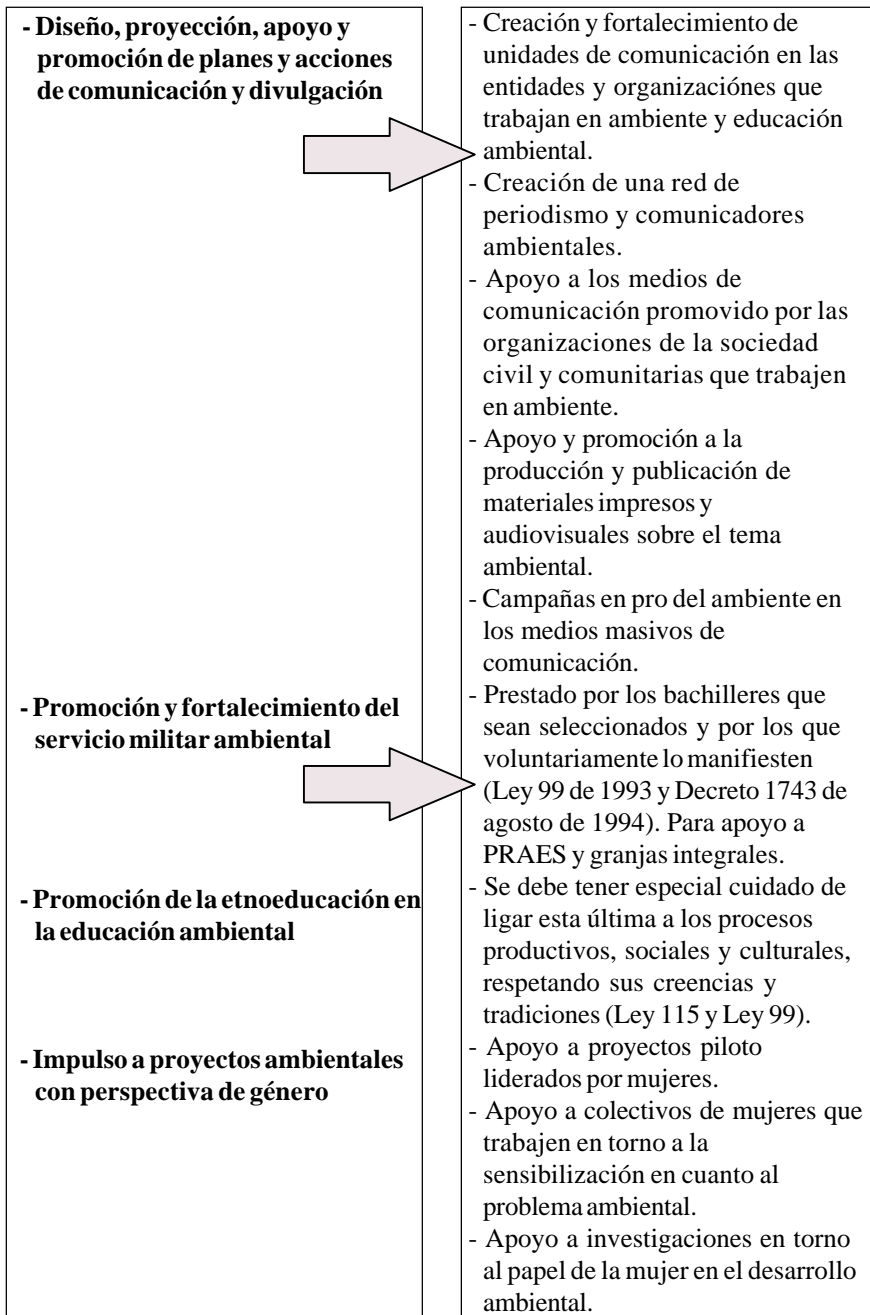 - Diseño, proyección, apoyo y
promoción de planes y acciones
de comunicación y divulgación
- Creación y fortalecimiento de
unidades de comunicación en las
entidades y organizaciónes que
trabajan en ambiente y educación
ambiental.
- Creación de una red de
periodismo y comunicadores
ambientales.
- Apoyo a los medios de
comunicación promovido por las
organizaciones de la sociedad
civil y comunitarias que trabajen
en ambiente.
- Apoyo y promoción a la
producción y publicación de
materiales impresos y
audiovisuales sobre el tema
ambiental.
- Campañas en pro del ambiente en
los medios masivos de
comunicación.
- Promoción y fortalecimiento del
servicio militar ambiental
- Prestado por los bachilleres que
sean seleccionados y por los que
voluntariamente lo manifiesten
(Ley 99 de 1993 y Decreto 1743 de
agosto de 1994). Para apoyo a
PRAES y granjas integrales.
- Promoción de la etnoeducación en
la educación ambiental
- Se debe tener especial cuidado de
ligar esta última a los procesos
productivos, sociales y culturales,
respetando sus creencias y
tradiciones (Ley 115 y Ley 99).
- Impulso a proyectos ambientales
con perspectiva de género
- Apoyo a proyectos piloto
liderados por mujeres.
- Apoyo a colectivos de mujeres que
trabajen en torno a la
sensibilización en cuanto al
problema ambiental.
- Apoyo a investigaciones en torno
al papel de la mujer en el desarrollo
ambiental.